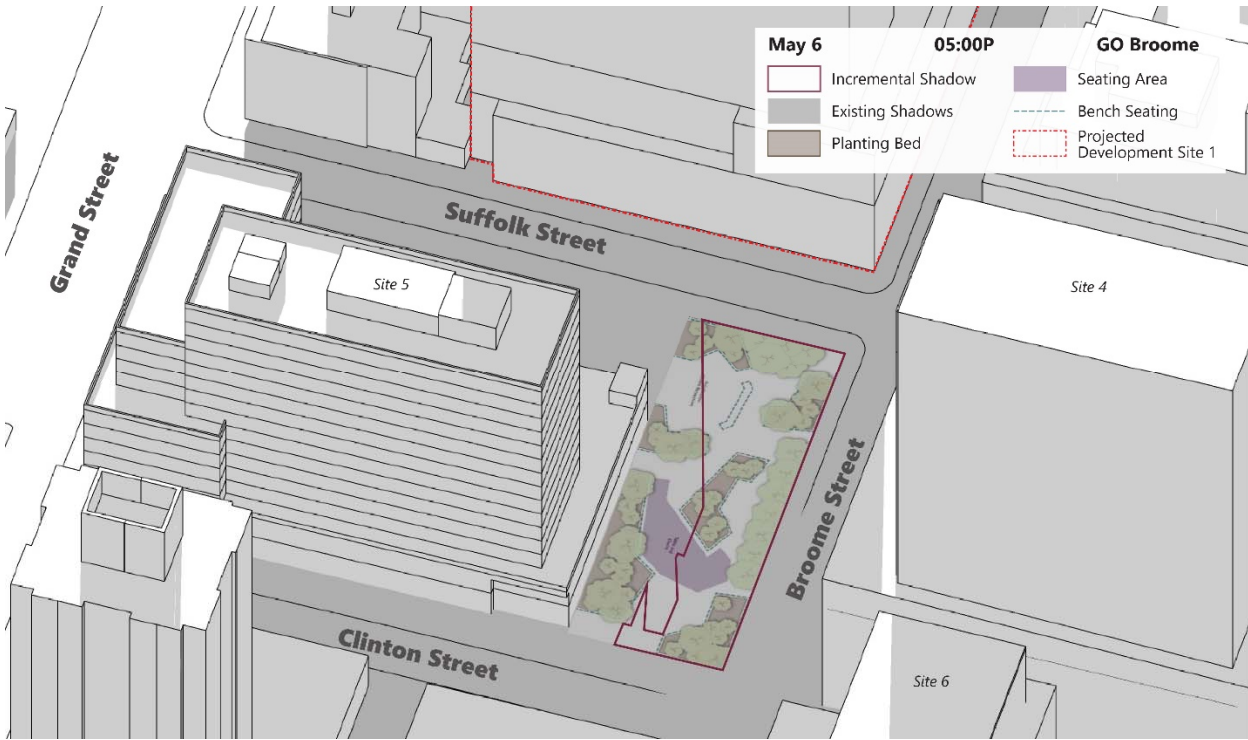 May 6 05:00P GO Broome
Incremental Shadow
Seating Area
Existing Shadows
Bench Seating
Planting Bed
Projected
Development Site 1
Grand Street
Suffolk Street
Site 5
Site 4
Broome Street
Clinton Street
Site 6